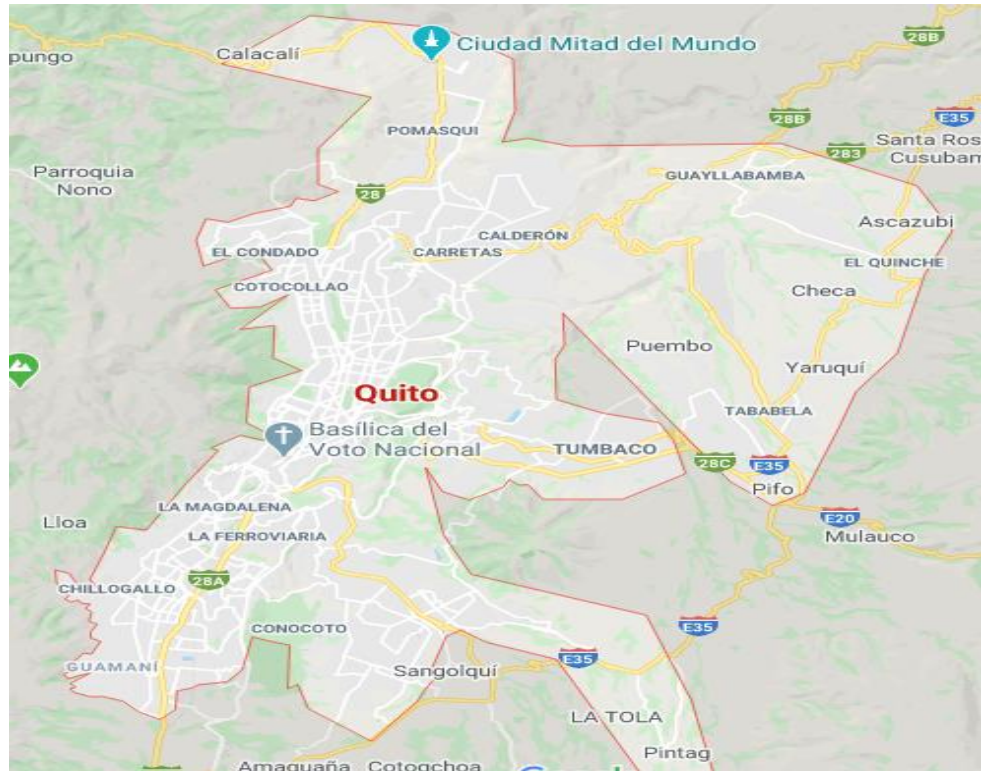 pungo
Calacalí
Ciudad Mitad del Mundo
28B
28B
E35
POMASQUI
Santa Ros
Cusubam
283
Parroquia
Nono
GUAYLLABAMBA
28
Ascazubi
CALDERÓN
EL CONDADO
CARRETAS
EL QUINCHE
COTOCOLLAO
Checa
Puembo
Yaruquí
Quito
TABABELA
Basílica del
Voto Nacional
TUMBACO
28C
E35
Pifo
LA MAGDALENA
E20
Lloa
LA FERROVIARIA
Mulauco
28A
CHILLOGALLO
CONOCOTO
E35
GUAMANÍ
Sangolquí
E35
LA TOLA
Pintag
Amaguaña
Cotogchoa